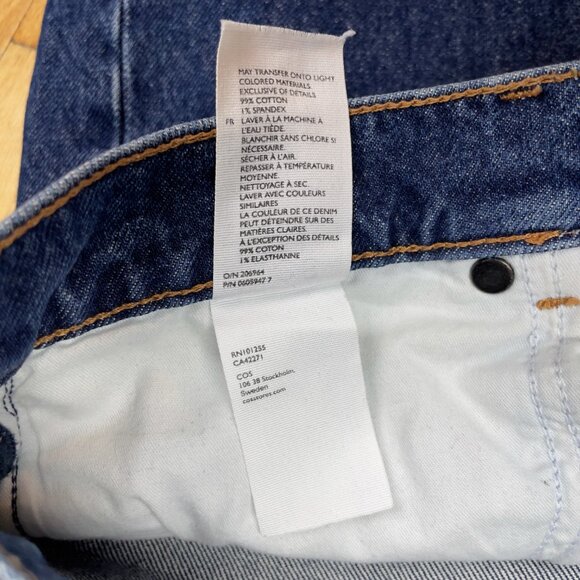 MAY TRANSFER ONTO LIGHT
COLORED MATERIALS.
EXCLUSIVE OF DETAILS
99% COTTON
1% SPANDEX
FR LAVER À LA MACHINE À
L'EAU TIÈDE.
BLANCHIR SANS CHLORE SI
NÉCESSAIRE.
SÉCHER À L'AIR.
REPASSER À TEMPÉRATURE
MOYENNE.
NETTOYAGE À SEC
LAVER AVEC COULEURS
SIMILAIRES
LA COULEUR DE CE DENIM
PEUT DÉTEINDRE SUR DES
MATIÈRES CLAIRES.
À L'EXCEPTION DES DÉTAILS
99% COTTON
1% ELASTHANNE
O/N 206964
P/N 0605947 7
RN101255
CA42271
COS
106 38 Stockholm,
Sweden
cosstores.com